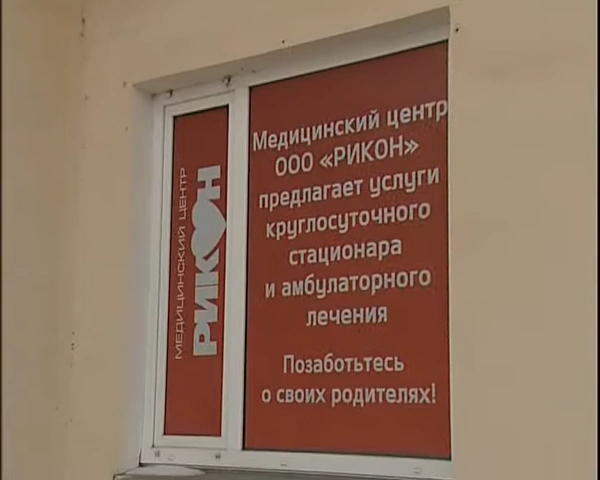 МЕДИЦИНСКИЙ ЦЕНТР
РИКОН
Медицинский центр
ООО «РИКОН»
предлагает услуги
круглосуточного
стационара
и амбулаторного
лечения
Позаботьтесь
о своих родителях!